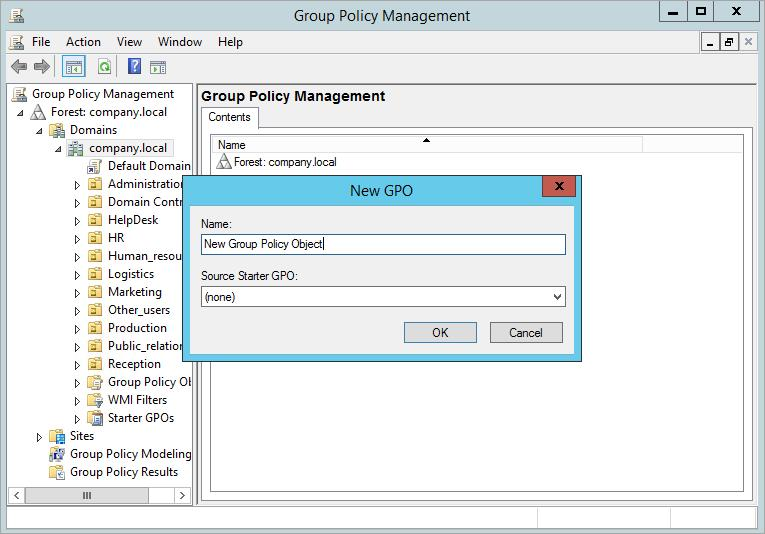 Group Policy Management
File Action View Window Help
Group Policy Management
Forest: company.local
Domains
company.local
Default Domain
Administration
Domain Contr
HelpDesk
HR
Human_resou
Logistics
Marketing
Other_users
Production
Public_relation
Reception
Group Policy Ob
WMI Filters
Starter GPOs
Sites
Group Policy Modeling
Group Policy Results
Group Policy Management
Contents
Name
Forest: company.local
New GPO
Name:
New Group Policy Object
Source Starter GPO:
(none)
OK Cancel